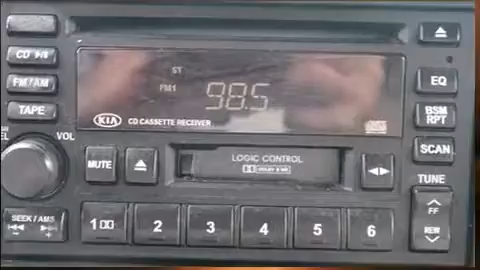 CD ▶/II
FM/AM
TAPE
VOL
ST
FM1
98.5
KIA CD CASSETTE RECEIVER
EQ
BSM
RPT
SCAN
MUTE
LOGIC CONTROL
DOLBY B NR
TUNE
FF
REW
SEEK/AMS
1 2 3 4 5 6